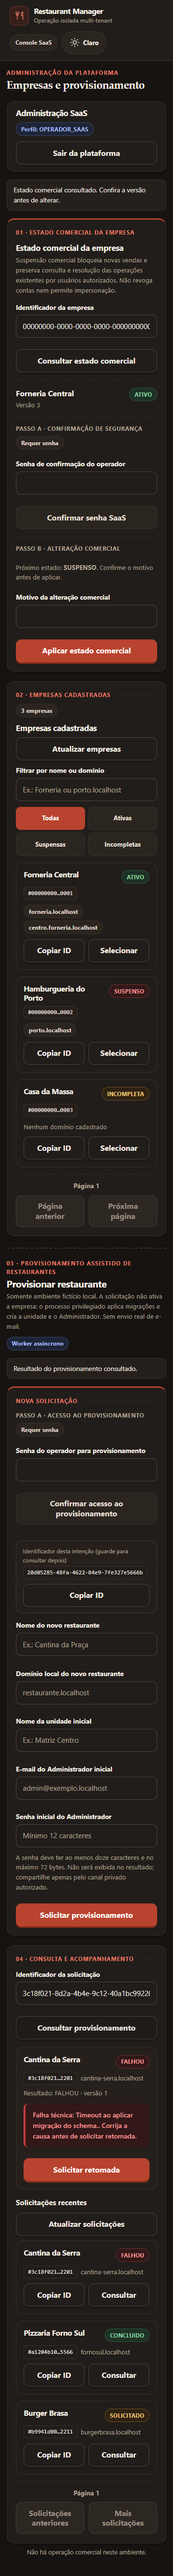 Restaurant Manager
Operação isolada multi-tenant
Console SaaS
Claro
ADMINISTRAÇÃO DA PLATAFORMA
Empresas e provisionamento
Administração SaaS
Perfil: OPERADOR_SAAS
Sair da plataforma
Estado comercial consultado. Confira a versão
antes de alterar.
01 · ESTADO COMERCIAL DA EMPRESA
Estado comercial da empresa
Suspensão comercial bloqueia novas vendas e
preserva consulta e resolução das operações
existentes por usuários autorizados. Não revoga
contas nem permite impersonação.
Identificador da empresa
00000000-0000-0000-0000-00000000
Consultar estado comercial
Forneria Central
ATIVO
Versão 3
PASSO A · CONFIRMAÇÃO DE SEGURANÇA
Requer senha
Senha de confirmação do operador
Confirmar senha SaaS
PASSO B · ALTERAÇÃO COMERCIAL
Próximo estado: SUSPENSO. Confirme o motivo
antes de aplicar.
Motivo da alteração comercial
Aplicar estado comercial
02 · EMPRESAS CADASTRADAS
3 empresas
Empresas cadastradas
Atualizar empresas
Filtrar por nome ou domínio
Ex.: Forneria ou porto.localhost
Todas
Ativas
Suspensas
Incompletas
Forneria Central
ATIVO
#00000000…0001
forneria.localhost
centro.forneria.localhost
Copiar ID
Selecionar
Hamburgueria do
Porto
SUSPENSO
#00000000…0002
porto.localhost
Copiar ID
Selecionar
Casa da Massa
INCOMPLETA
#00000000…0003
Nenhum domínio cadastrado
Copiar ID
Selecionar
Página 1
Página
anterior
Próxima
página
03 · PROVISIONAMENTO ASSISTIDO DE
RESTAURANTES
Provisionar restaurante
Somente ambiente fictício local. A solicitação não ativa
a empresa: o processo privilegiado aplica migrações e
cria a unidade e o Administrador. Sem envio real de e-
mail.
Worker assíncrono
Resultado do provisionamento consultado.
NOVA SOLICITAÇÃO
PASSO A · ACESSO AO PROVISIONAMENTO
Requer senha
Senha do operador para provisionamento
Confirmar acesso ao
provisionamento
Identificador desta intenção (guarde para
consultar depois)
20d05285-48fa-4622-84e9-7fe327e5666b
Copiar ID
Nome do novo restaurante
Ex.: Cantina da Praça
Domínio local do novo restaurante
restaurante.localhost
Nome da unidade inicial
Ex.: Matriz Centro
E-mail do Administrador inicial
admin@exemplo.localhost
Senha inicial do Administrador
Mínimo 12 caracteres
A senha deve ter ao menos doze caracteres e no
máximo 72 bytes. Não será exibida no resultado;
compartilhe apenas pelo canal privado
autorizado.
Solicitar provisionamento
04 · CONSULTA E ACOMPANHAMENTO
Identificador da solicitação
3c18f021-8d2a-4b4e-9c12-40a1bc9922
Consultar provisionamento
Cantina da Serra
FALHOU
#3c18f021…2201
cantina-serra.localhost
Resultado: FALHOU · versão 1
Falha técnica: Timeout ao aplicar
migração do schema.. Corrija a
causa antes de solicitar retomada.
Solicitar retomada
Solicitações recentes
Atualizar solicitações
Cantina da Serra
FALHOU
#3c18f021…2201
cantina-serra.localhost
Copiar ID
Consultar
Pizzaria Forno Sul
CONCLUIDO
#a1204b10…5566
fornosul.localhost
Copiar ID
Consultar
Burger Brasa
SOLICITADO
#b9941d00…2211
burgerbrasa.localhost
Copiar ID
Consultar
Página 1
Solicitações
anteriores
Mais
solicitações
Não há operação comercial neste ambiente.